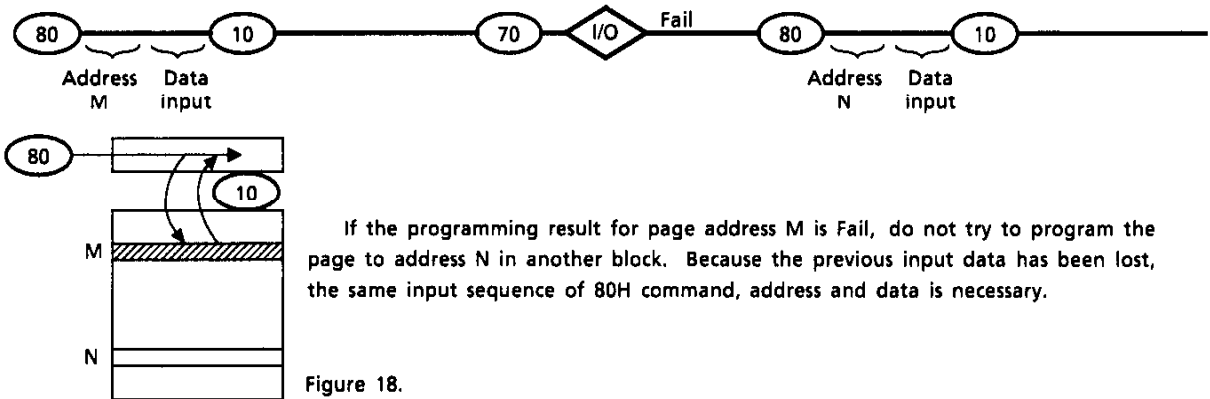 80 10 70 I/O Fail 80 10
Address M Data input Address N Data input
80
10
M
If the programming result for page address M is Fail, do not try to program the
page to address N in another block. Because the previous input data has been lost,
the same input sequence of 80H command, address and data is necessary.
N
Figure 18.